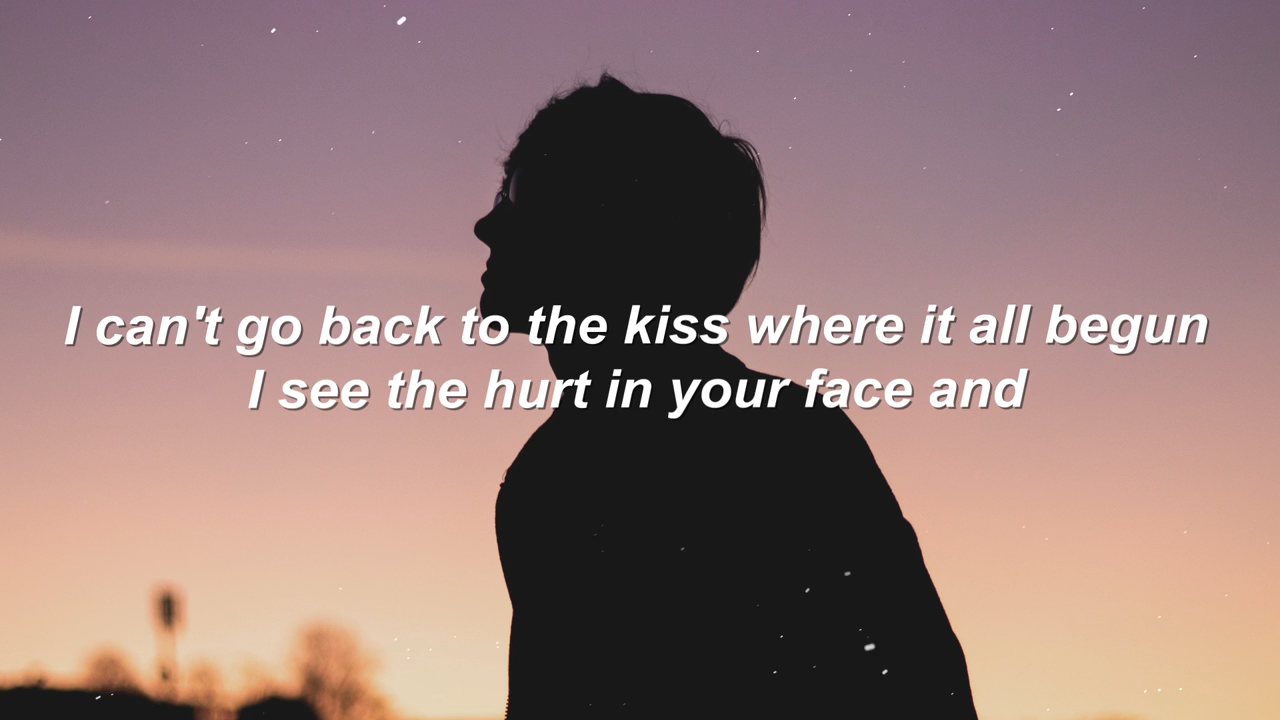 I can't go back to the kiss where it all begun
I see the hurt in your face and